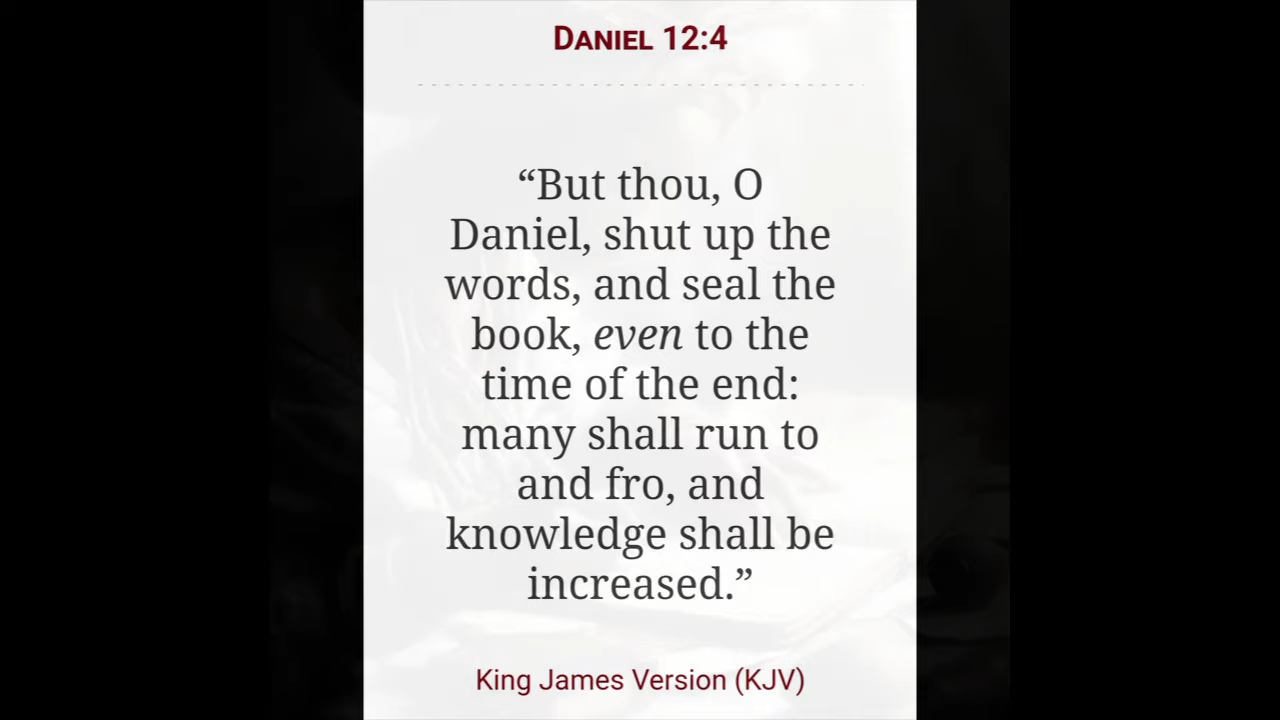 DANIEL 12:4
“But thou, O
Daniel, shut up the
words, and seal the
book, even to the
time of the end:
many shall run to
and fro, and
knowledge shall be
increased.”
King James Version (KJV)